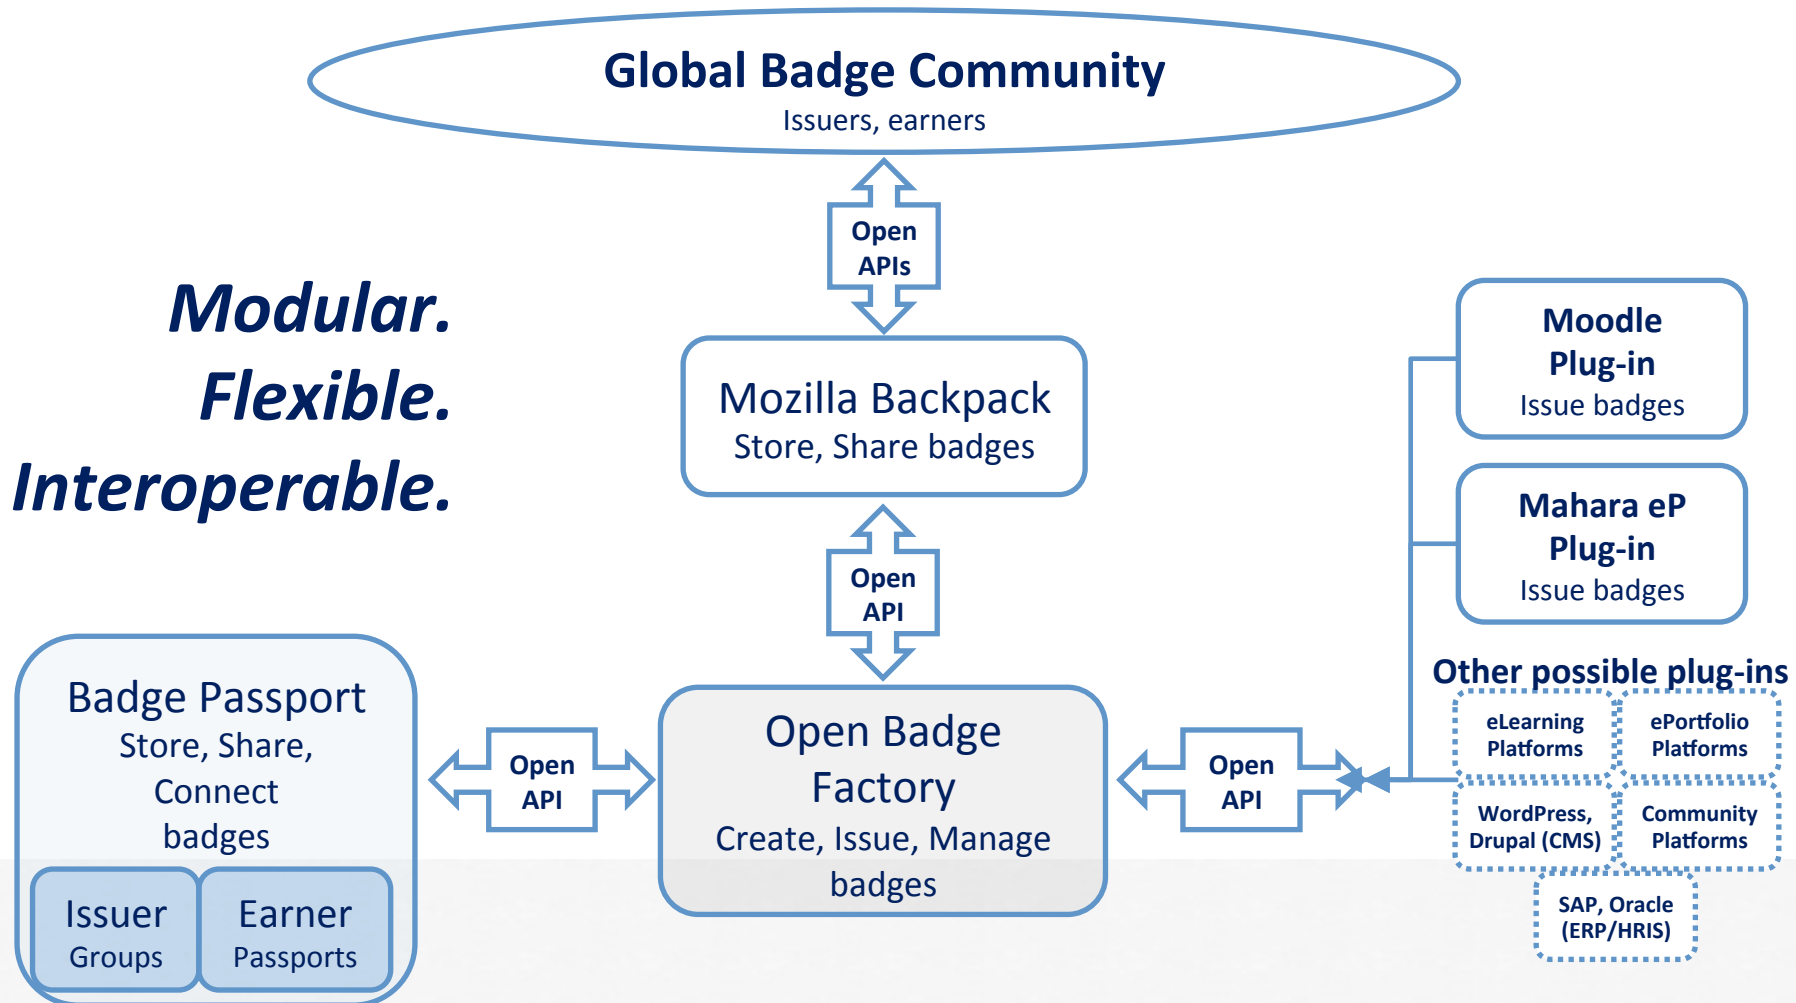 Global Badge Community
Issuers, earners
Open
APIs
Modular.
Flexible.
Interoperable.
Mozilla Backpack
Store, Share badges
Moodle
Plug-in
Issue badges
Mahara eP
Plug-in
Issue badges
Open
API
Badge Passport
Store, Share,
Connect
badges
Issuer
Groups
Earner
Passports
Open
API
Open Badge
Factory
Create, Issue, Manage
badges
Open
API
Other possible plug-ins
eLearning
Platforms
ePortfolio
Platforms
WordPress,
Drupal (CMS)
Community
Platforms
SAP, Oracle
(ERP/HRIS)